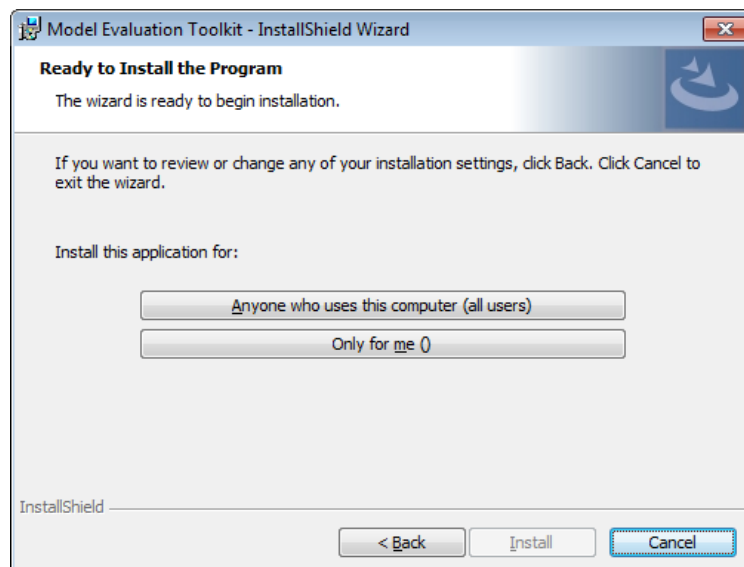 Model Evaluation Toolkit - InstallShield Wizard
Ready to Install the Program
The wizard is ready to begin installation.
If you want to review or change any of your installation settings, click Back. Click Cancel to
exit the wizard.
Install this application for:
Anyone who uses this computer (all users)
Only for me ()
InstallShield
< Back
Install
Cancel